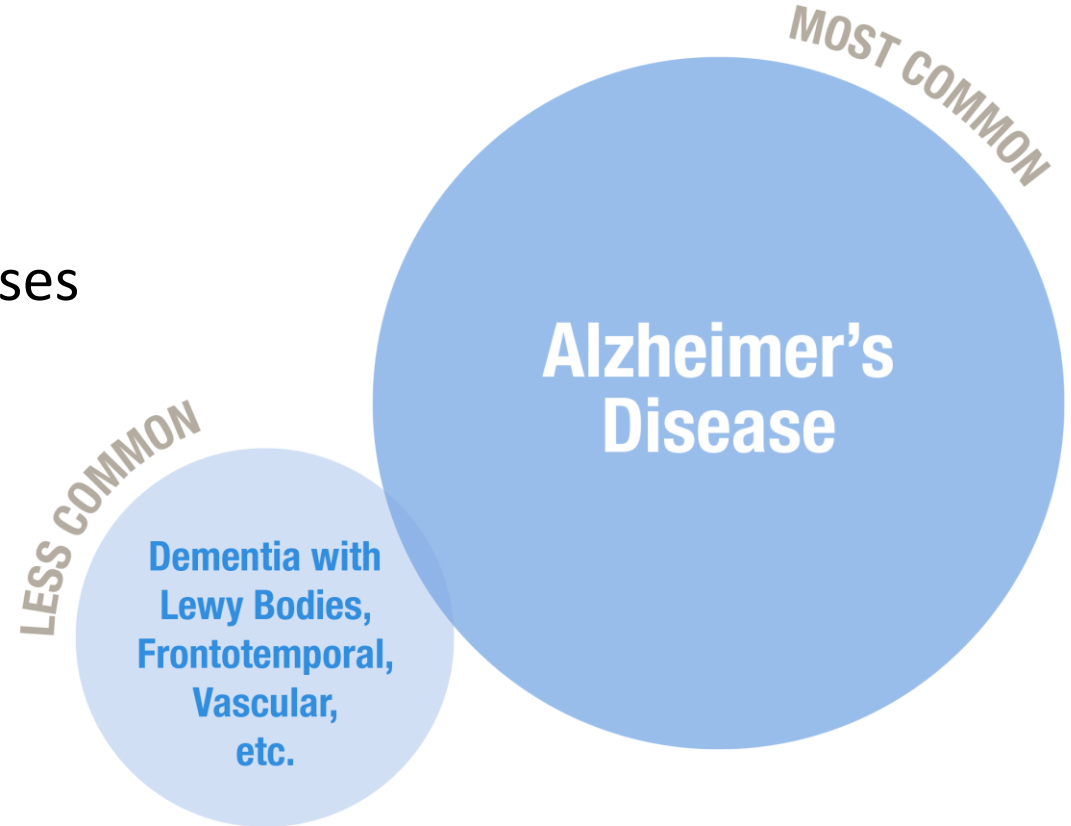 MOST COMMON
ses
Alzheimer’s
Disease
LESS COMMON
Dementia with
Lewy Bodies,
Frontotemporal,
Vascular,
etc.